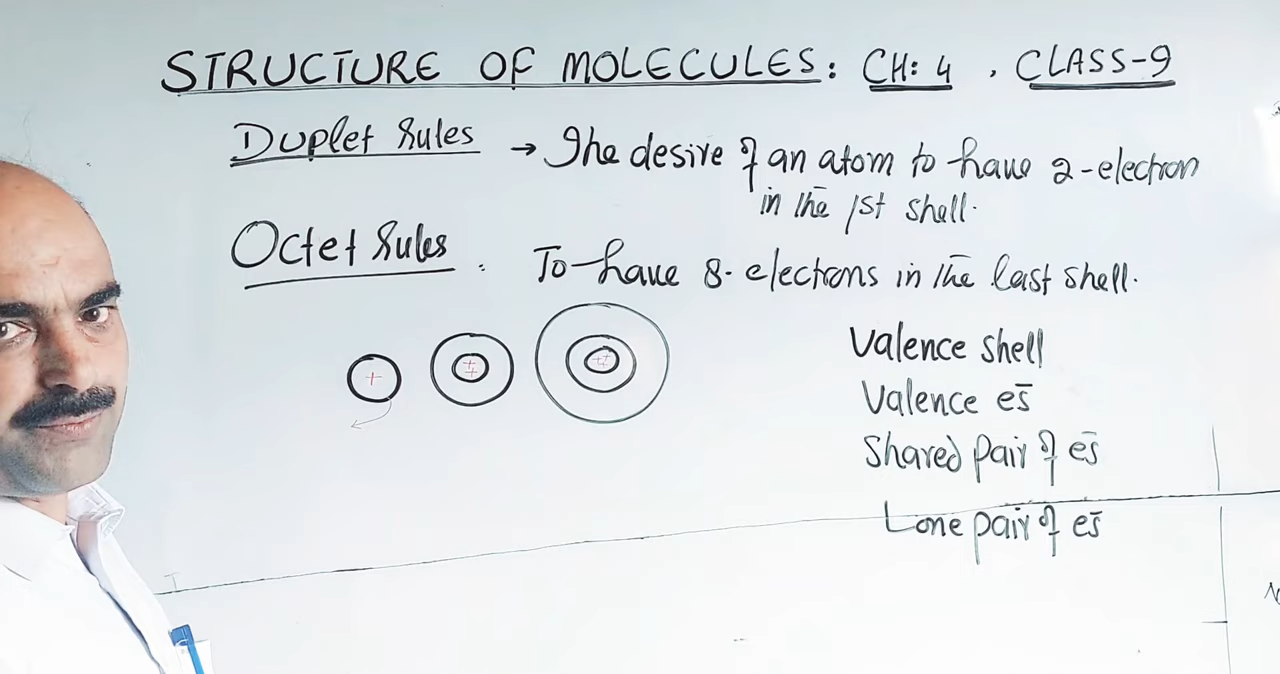 STRUCTURE OF MOLECULES: CH: 4 . CLASS-9
Duplet Rules → The desire of an atom to have 2-electron
in the 1st shell.
Octet Rules : To have 8-electrons in the last shell.
+ ++ ++
Valence shell
Valence es̄
Shared pair of es̄
Lone pair of es̄